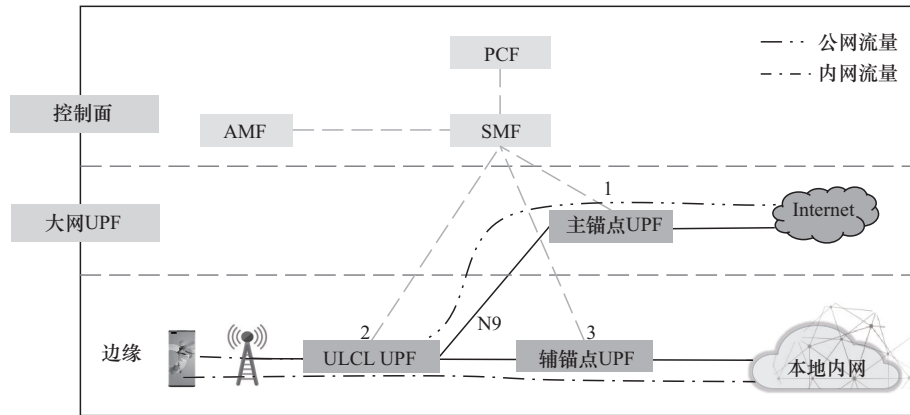 PCF
公网流量
内网流量
控制面
AMF
SMF
1
大网UPF
主锚点UPF
Internet
N9
2
3
边缘
ULCL UPF
辅锚点UPF
本地内网